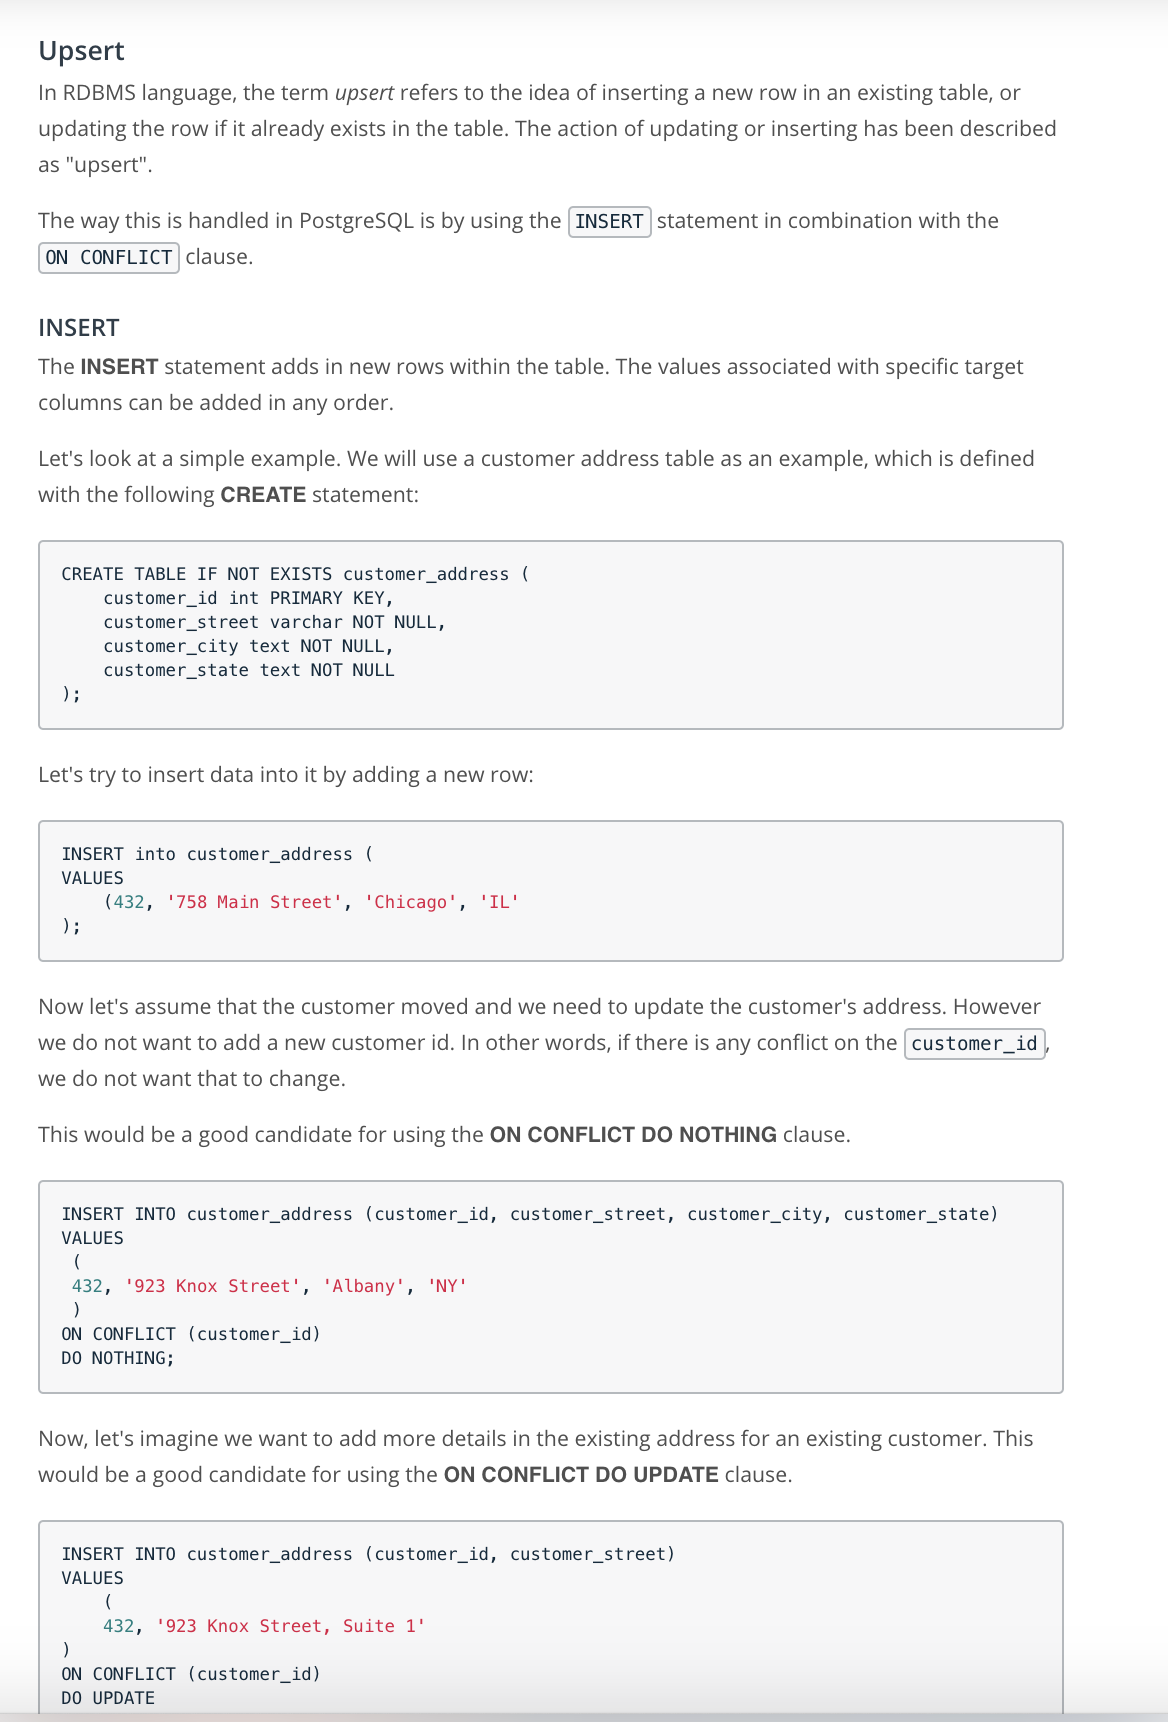 Upsert
In RDBMS language, the term upsert refers to the idea of inserting a new row in an existing table, or
updating the row if it already exists in the table. The action of updating or inserting has been described
as "upsert".
The way this is handled in PostgreSQL is by using the INSERT statement in combination with the
ON CONFLICT clause.
INSERT
The INSERT statement adds in new rows within the table. The values associated with specific target
columns can be added in any order.
Let's look at a simple example. We will use a customer address table as an example, which is defined
with the following CREATE statement:
CREATE TABLE IF NOT EXISTS customer_address (
    customer_id int PRIMARY KEY,
    customer_street varchar NOT NULL,
    customer_city text NOT NULL,
    customer_state text NOT NULL
);
Let's try to insert data into it by adding a new row:
INSERT into customer_address (
VALUES
    (432, '758 Main Street', 'Chicago', 'IL'
);
Now let's assume that the customer moved and we need to update the customer's address. However
we do not want to add a new customer id. In other words, if there is any conflict on the customer_id,
we do not want that to change.
This would be a good candidate for using the ON CONFLICT DO NOTHING clause.
INSERT INTO customer_address (customer_id, customer_street, customer_city, customer_state)
VALUES
 (
 432, '923 Knox Street', 'Albany', 'NY'
 )
ON CONFLICT (customer_id)
DO NOTHING;
Now, let's imagine we want to add more details in the existing address for an existing customer. This
would be a good candidate for using the ON CONFLICT DO UPDATE clause.
INSERT INTO customer_address (customer_id, customer_street)
VALUES
    (
    432, '923 Knox Street, Suite 1'
)
ON CONFLICT (customer_id)
DO UPDATE